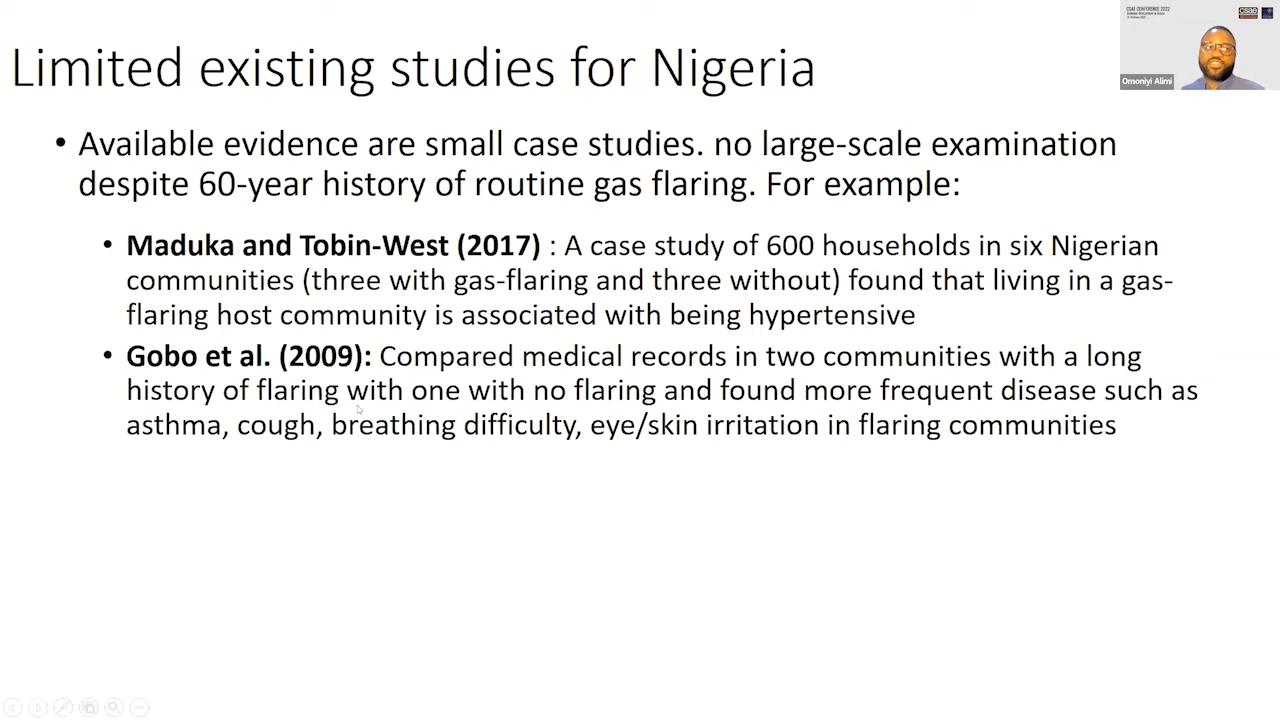 CSAE CONFERENCE 2022
Omoniyi Alimi
Limited existing studies for Nigeria
• Available evidence are small case studies. no large-scale examination
despite 60-year history of routine gas flaring. For example:
• Maduka and Tobin-West (2017) : A case study of 600 households in six Nigerian
communities (three with gas-flaring and three without) found that living in a gas-
flaring host community is associated with being hypertensive
• Gobo et al. (2009): Compared medical records in two communities with a long
history of flaring with one with no flaring and found more frequent disease such as
asthma, cough, breathing difficulty, eye/skin irritation in flaring communities